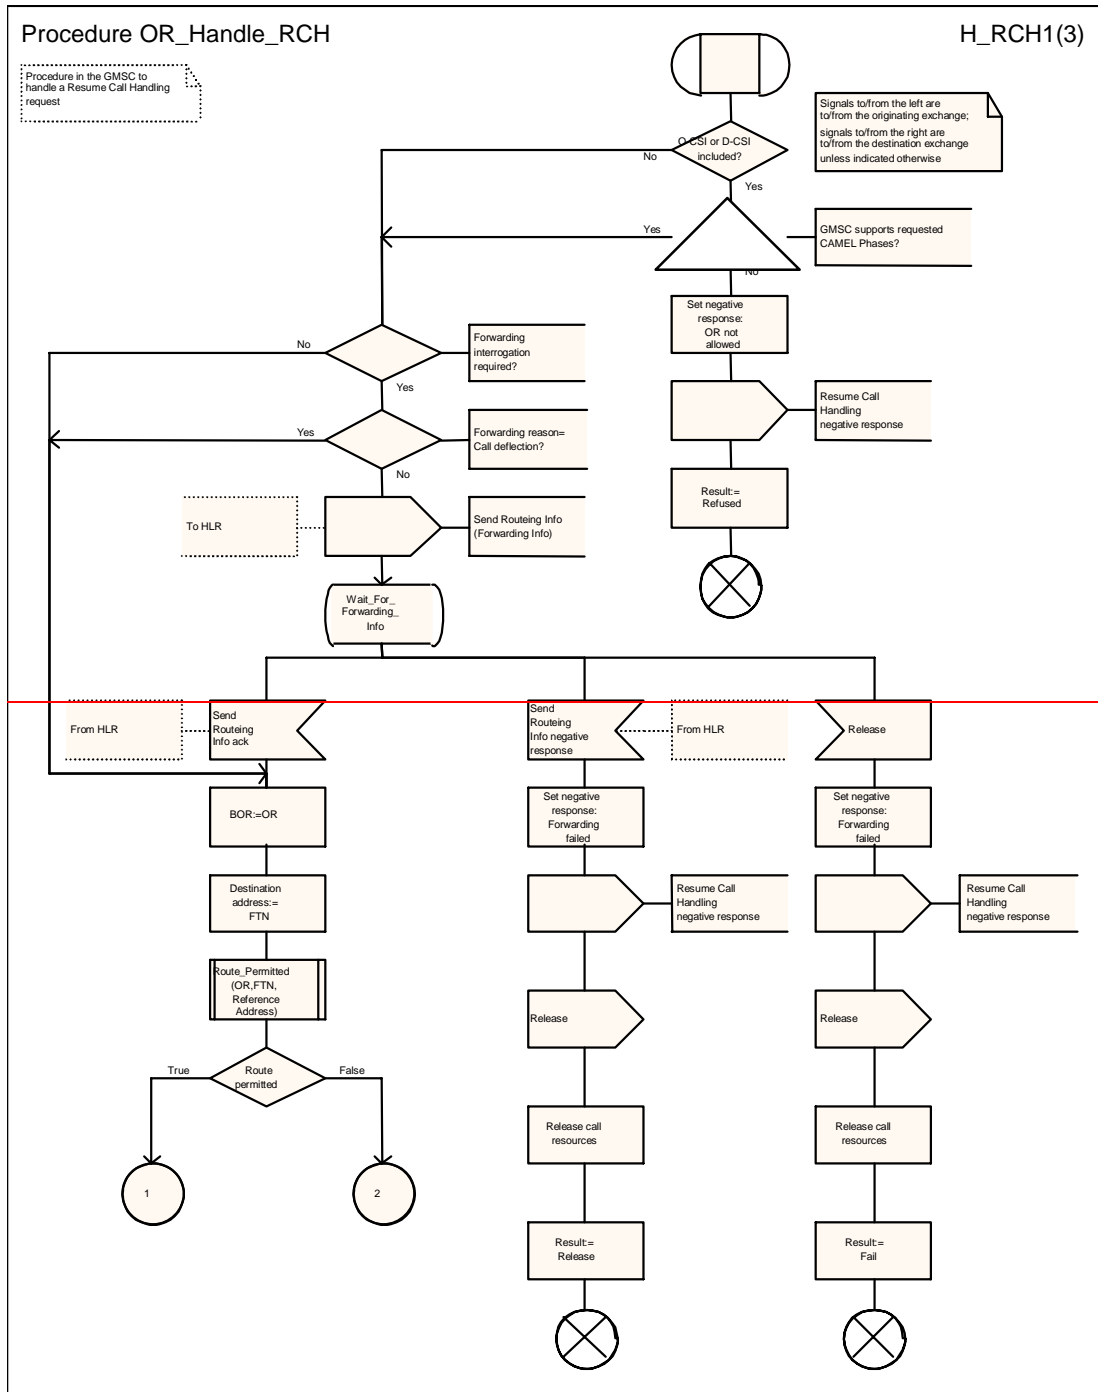 Procedure OR_Handle_RCH
H_RCH1(3)
Procedure in the GMSC to
handle a Resume Call Handling
request
Signals to/from the left are
to/from the originating exchange;
signals to/from the right are
to/from the destination exchange
unless indicated otherwise
O-CSI or D-CSI
included?
No
Yes
Yes
GMSC supports requested
CAMEL Phases?
No
Set negative
response:
OR not
allowed
No
Forwarding
interrogation
required?
Yes
Resume Call
Handling
negative response
Yes
Forwarding reason=
Call deflection?
No
Result:=
Refused
To HLR
Send Routeing Info
(Forwarding Info)
Wait_For_
Forwarding_
Info
From HLR
Send
Routeing
Info ack
Send
Routeing
Info negative
response
From HLR
Release
BOR:=OR
Set negative
response:
Forwarding
failed
Set negative
response:
Forwarding
failed
Destination
address:=
FTN
Resume Call
Handling
negative response
Resume Call
Handling
negative response
Route_Permitted
(OR,FTN,
Reference
Address)
Release
Release
True
Route
permitted
False
Release call
resources
Release call
resources
1
2
Result:=
Release
Result:=
Fail